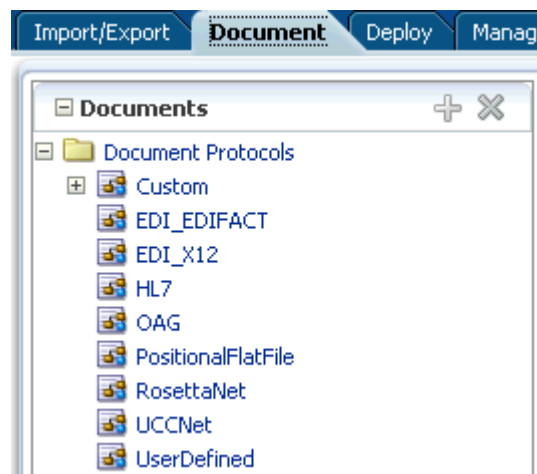 Import/Export Document Deploy Manag
Documents
Document Protocols
Custom
EDI_EDIFACT
EDI_X12
HL7
OAG
PositionalFlatFile
RosettaNet
UCCNet
UserDefined